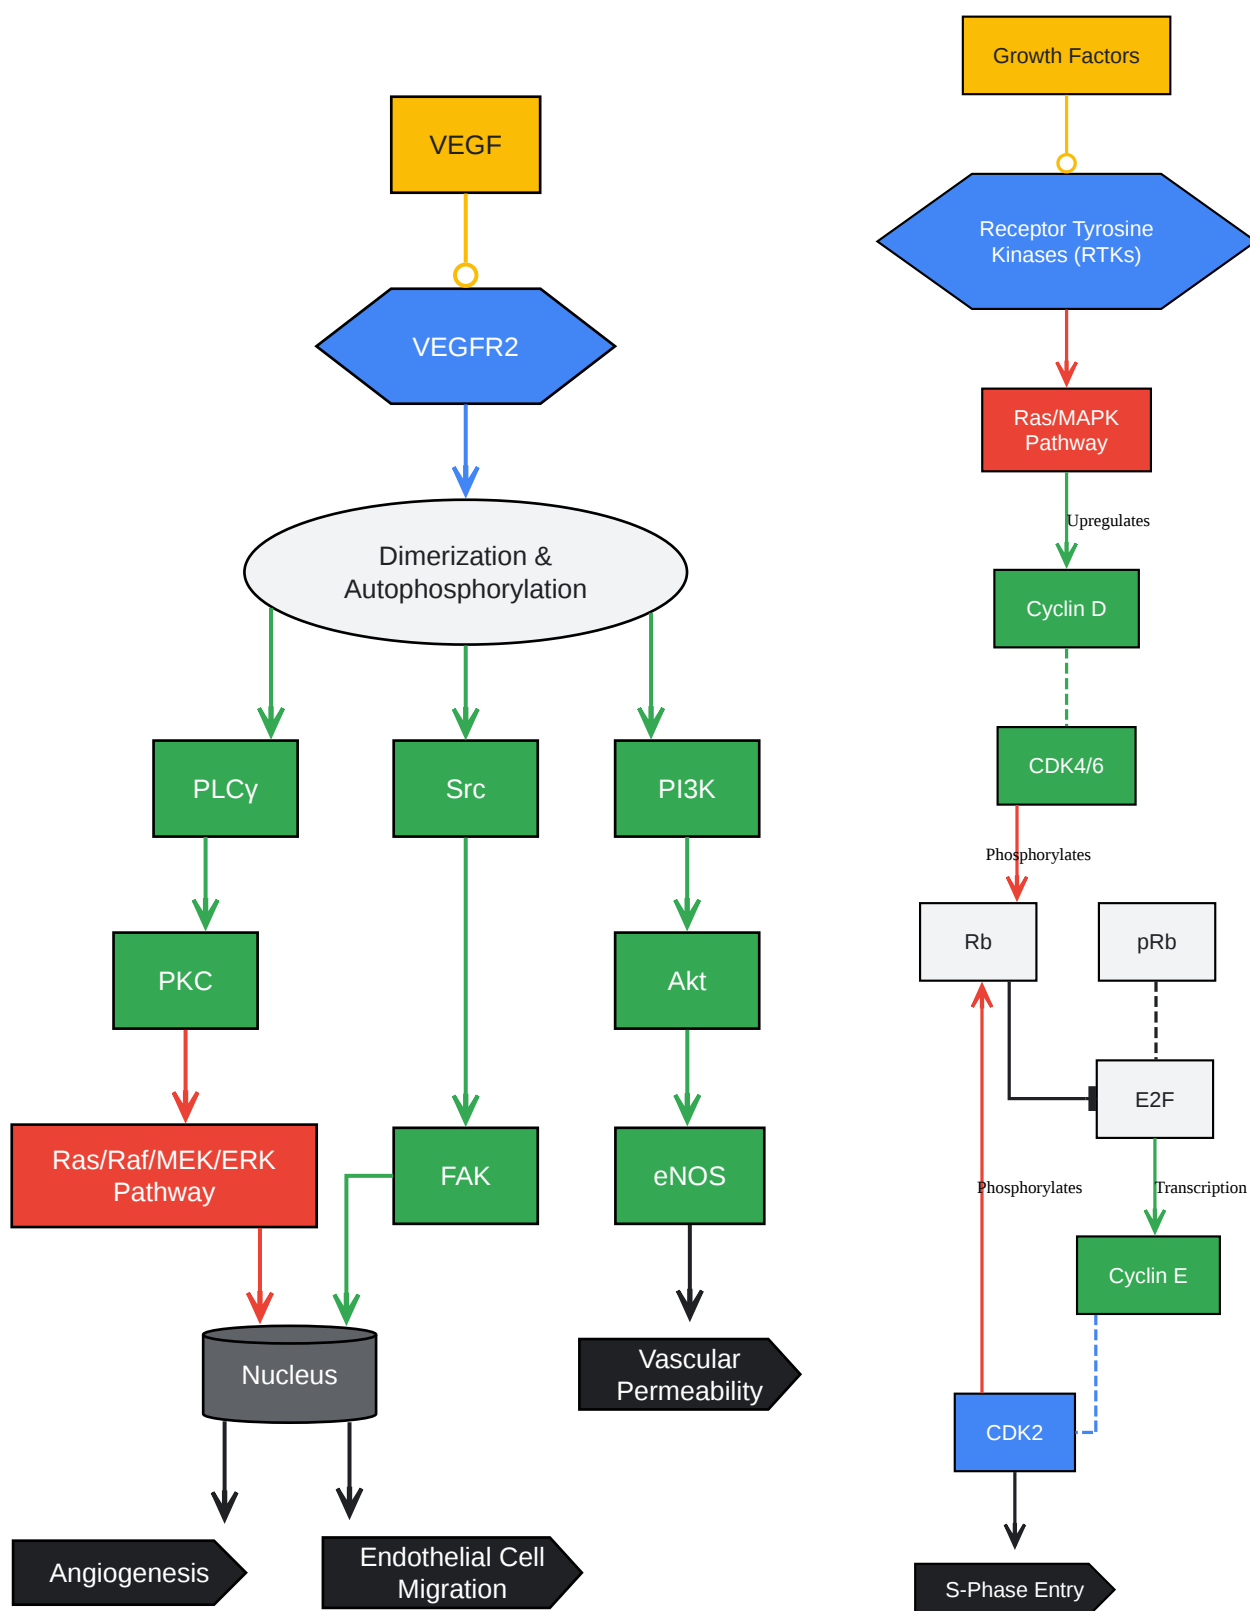 VEGF
VEGFR2
Dimerization &
Autophosphorylation
PLCγ
Src
PI3K
PKC
Akt
Ras/Raf/MEK/ERK
Pathway
FAK
eNOS
Nucleus
Vascular
Permeability
Angiogenesis
Endothelial Cell
Migration
Growth Factors
Receptor Tyrosine
Kinases (RTKs)
Ras/MAPK
Pathway
Upregulates
Cyclin D
CDK4/6
Phosphorylates
Rb
pRb
E2F
Phosphorylates
Transcription
Cyclin E
CDK2
S-Phase Entry